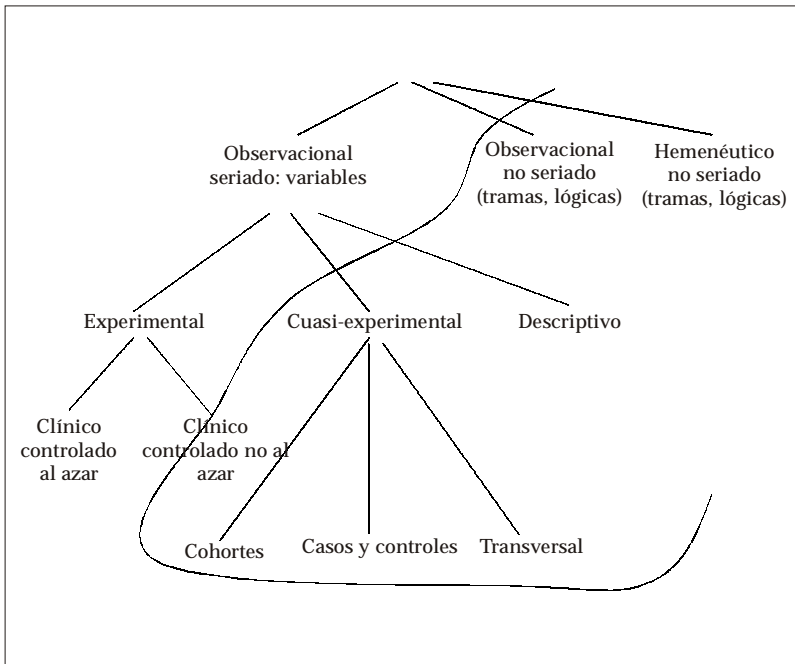 Observacional
seriado: variables
Observacional
no seriado
(tramas, lógicas)
Hemenéutico
no seriado
(tramas, lógicas)
Experimental
Cuasi-experimental
Descriptivo
Clínico
controlado
al azar
Clínico
controlado no al
azar
Cohortes
Casos y controles
Transversal